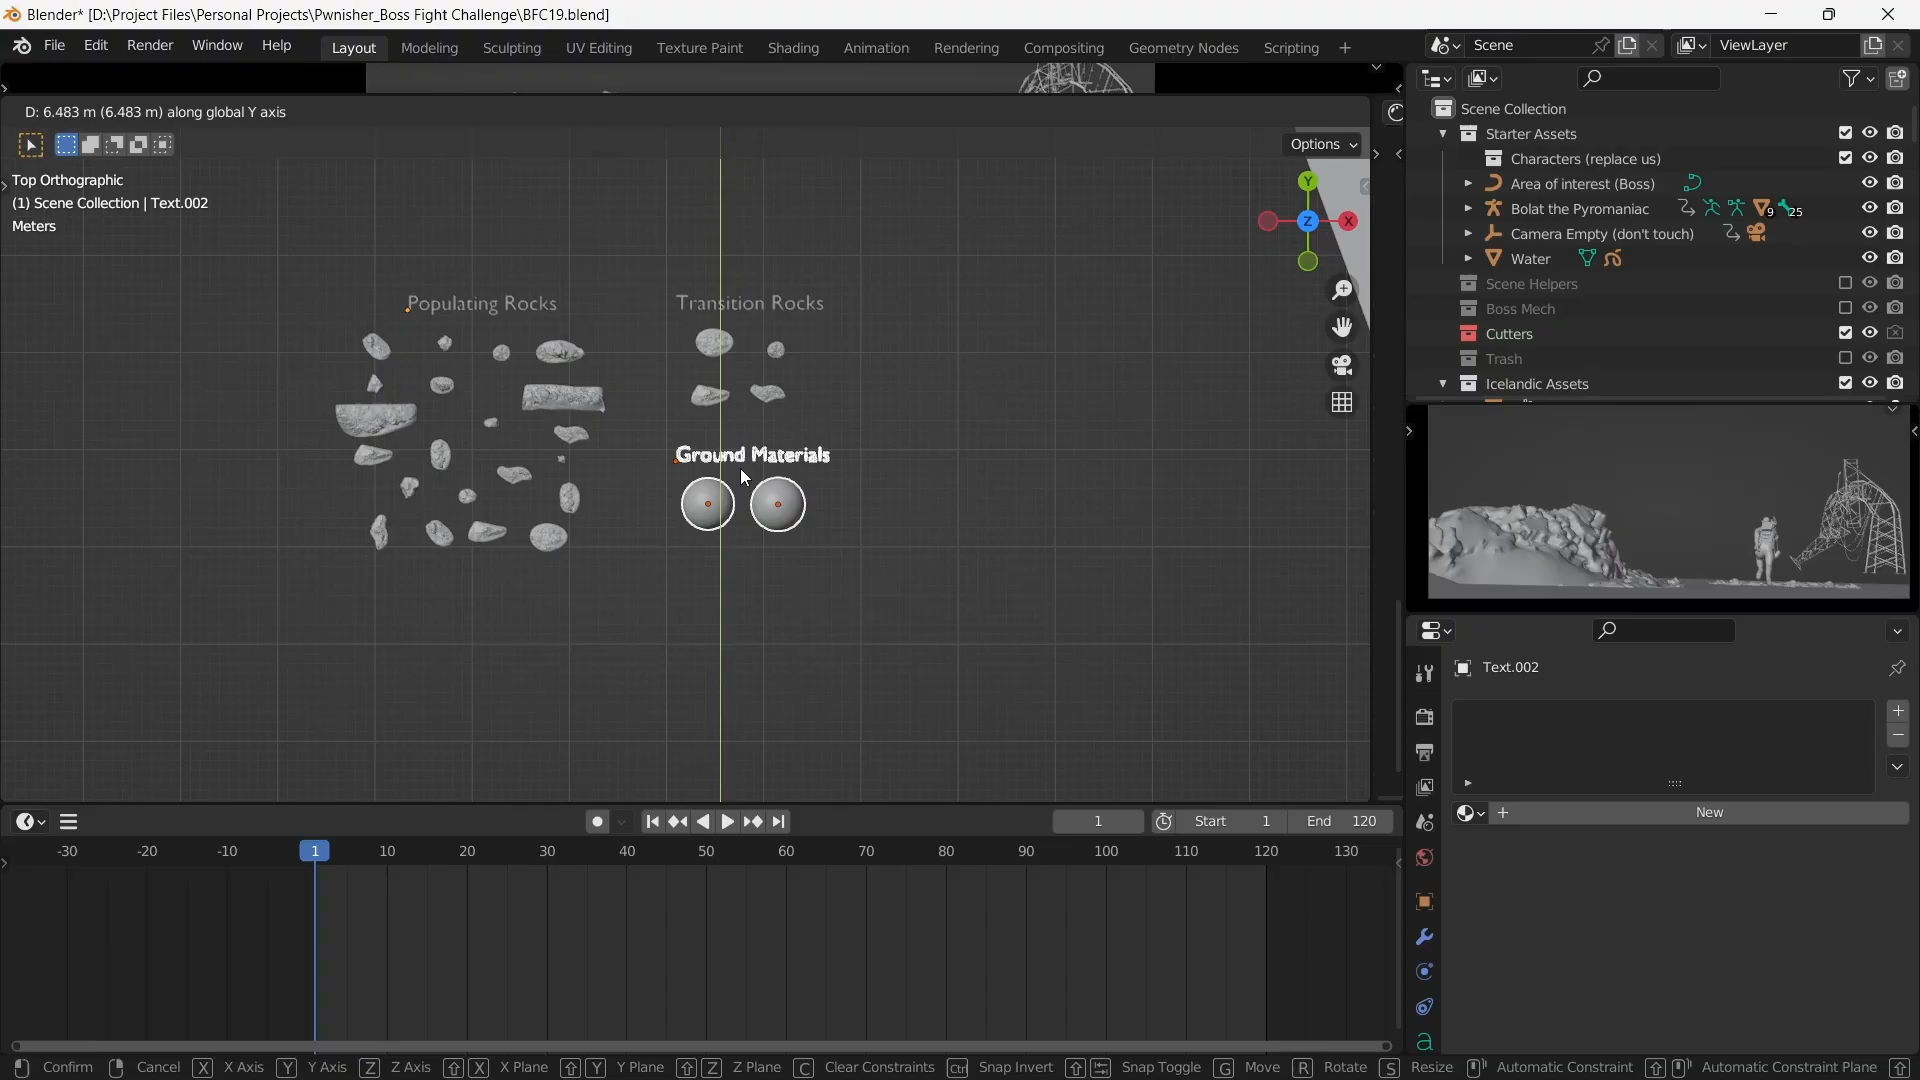 Blender* [D:\Project Files\Personal Projects\Pwnisher_Boss Fight Challenge\BFC19.blend]
File Edit Render Window Help Layout Modeling Sculpting UV Editing Texture Paint Shading Animation Rendering Compositing Geometry Nodes Scripting Scene ViewLayer
D: 6.483 m (6.483 m) along global Y axis
Options
Top Orthographic
(1) Scene Collection | Text.002
Meters
Y
Z X
Populating Rocks Transition Rocks
Ground Materials
Scene Collection
Starter Assets
Characters (replace us)
Area of interest (Boss)
Bolat the Pyromaniac 9 25
Camera Empty (don't touch)
Water
Scene Helpers
Boss Mech
Cutters
Trash
Icelandic Assets
Text.002
New
1 Start 1 End 120
-30 -20 -10 1 10 20 30 40 50 60 70 80 90 100 110 120 130
Confirm Cancel X X Axis Y Y Axis Z Z Axis X X Plane Y Y Plane Z Z Plane C Clear Constraints Ctrl Snap Invert Snap Toggle G Move R Rotate S Resize Automatic Constraint Automatic Constraint Plane